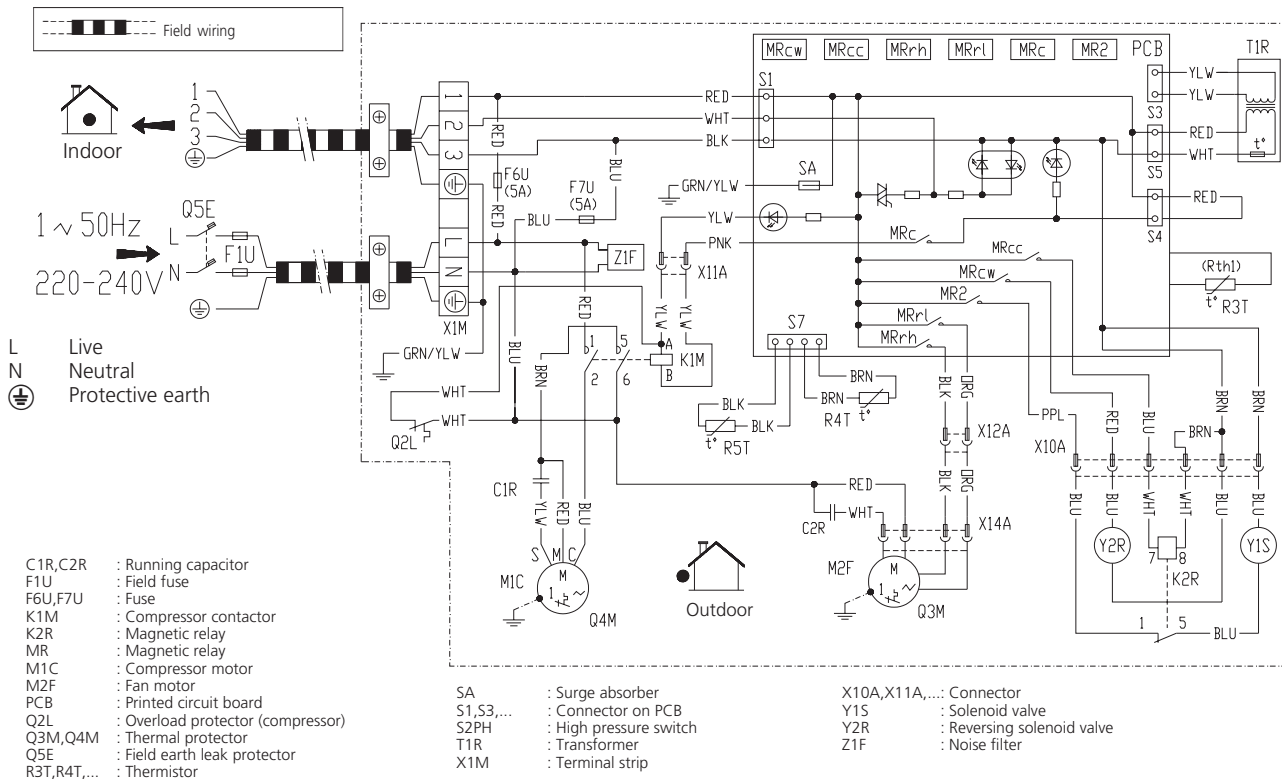 Field wiring
MRcw MRcc MRrh MRrl MRc MR2 PCB
T1R
S1
YLW
YLW
S3
RED
WHT
t°
S5
RED
S4
1
2
3
Indoor
1
2
3
RED
WHT
BLK
RED
BLU
F6U
(5A)
F7U
(5A)
RED
BLU
GRN/YLW
SA
YLW
PNK
MRc
MRcc
MRcw
MR2
MRrl
MRrh
(Rth1)
t°
R3T
1~50Hz
220-240V
Q5E
L
N
F1U
L
N
X1M
Z1F
X11A
RED
YLW
YLW
S7
GRN/YLW
BLU
1
2
5
6
A
B
K1M
WHT
BRN
WHT
Q2L
BLK
BLK
t°
R5T
BRN
BRN
t°
R4T
BLK
ORG
X12A
PPL
RED
BLU
BRN
BRN
BRN
X10A
L Live
N Neutral
Protective earth
C1R
YLW
RED
BLU
S M C
M1C
M
1
Q4M
RED
C2R
WHT
BLK
ORG
X14A
M2F
M
1
Q3M
Outdoor
BLU
BLU
WHT
WHT
BLU
BLU
Y2R
7
8
K2R
Y1S
1
5
BLU
C1R,C2R : Running capacitor
F1U : Field fuse
F6U,F7U : Fuse
K1M : Compressor contactor
K2R : Magnetic relay
MR : Magnetic relay
M1C : Compressor motor
M2F : Fan motor
PCB : Printed circuit board
Q2L : Overload protector (compressor)
Q3M,Q4M : Thermal protector
Q5E : Field earth leak protector
R3T,R4T,... : Thermistor
SA : Surge absorber
S1,S3,... : Connector on PCB
S2PH : High pressure switch
T1R : Transformer
X1M : Terminal strip
X10A,X11A,...: Connector
Y1S : Solenoid valve
Y2R : Reversing solenoid valve
Z1F : Noise filter